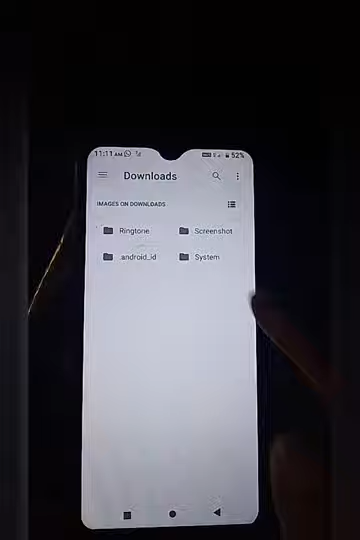 11:11 AM 52%
Downloads
IMAGES ON DOWNLOADS
Ringtone Screenshot
.android_id System